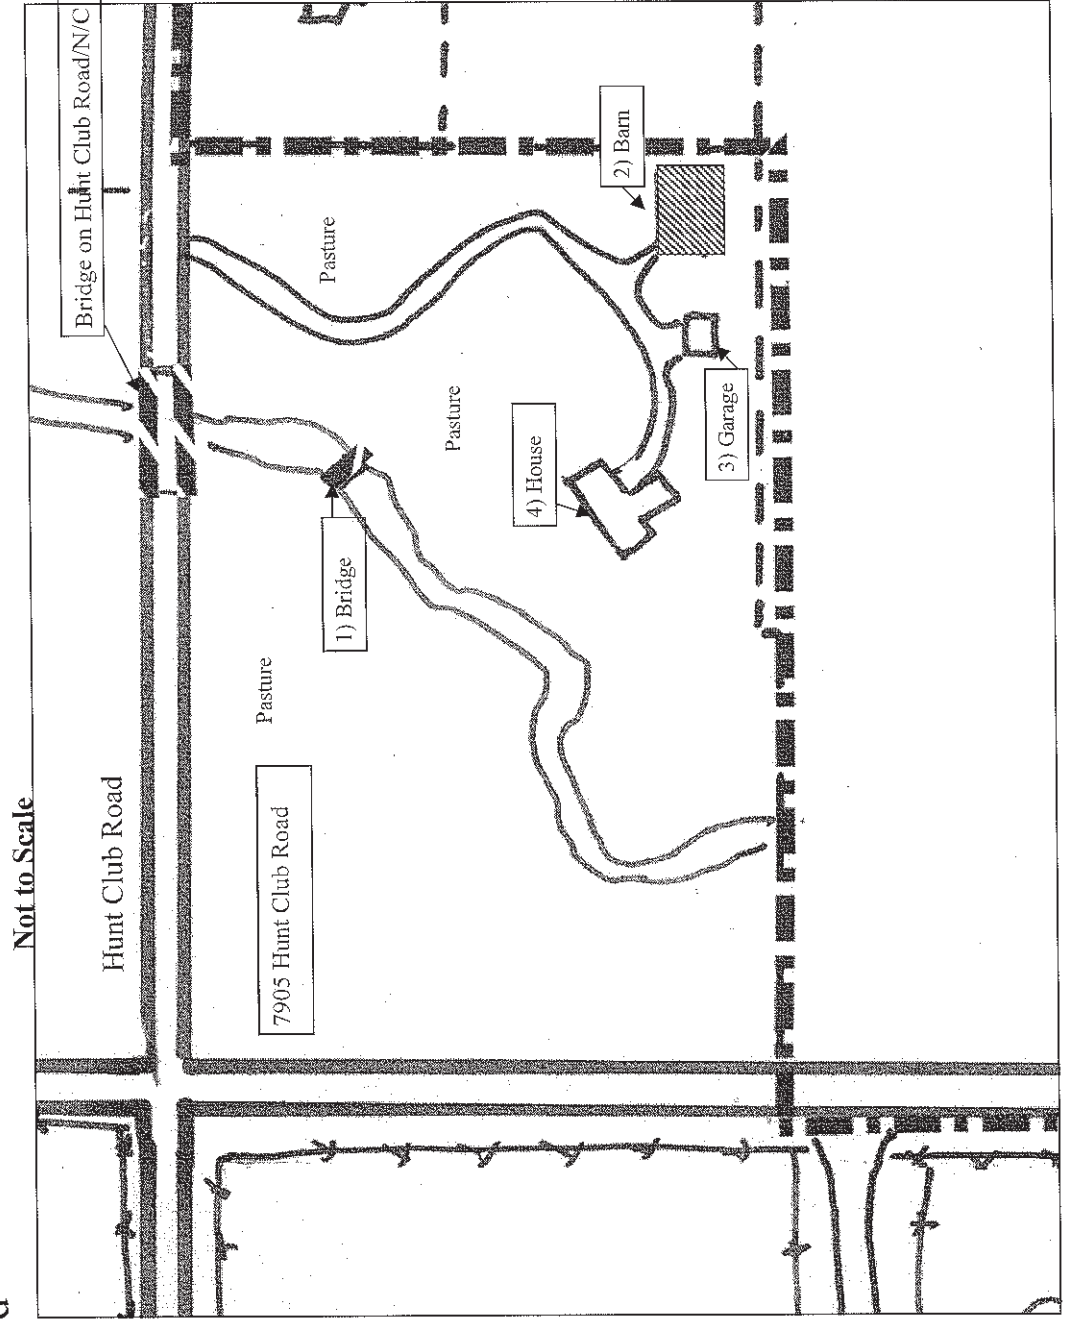 Not to Scale
Hunt Club Road
Bridge on Hunt Club Road/N/C
7905 Hunt Club Road
Pasture
1) Bridge
Pasture
Pasture
4) House
2) Barn
3) Garage